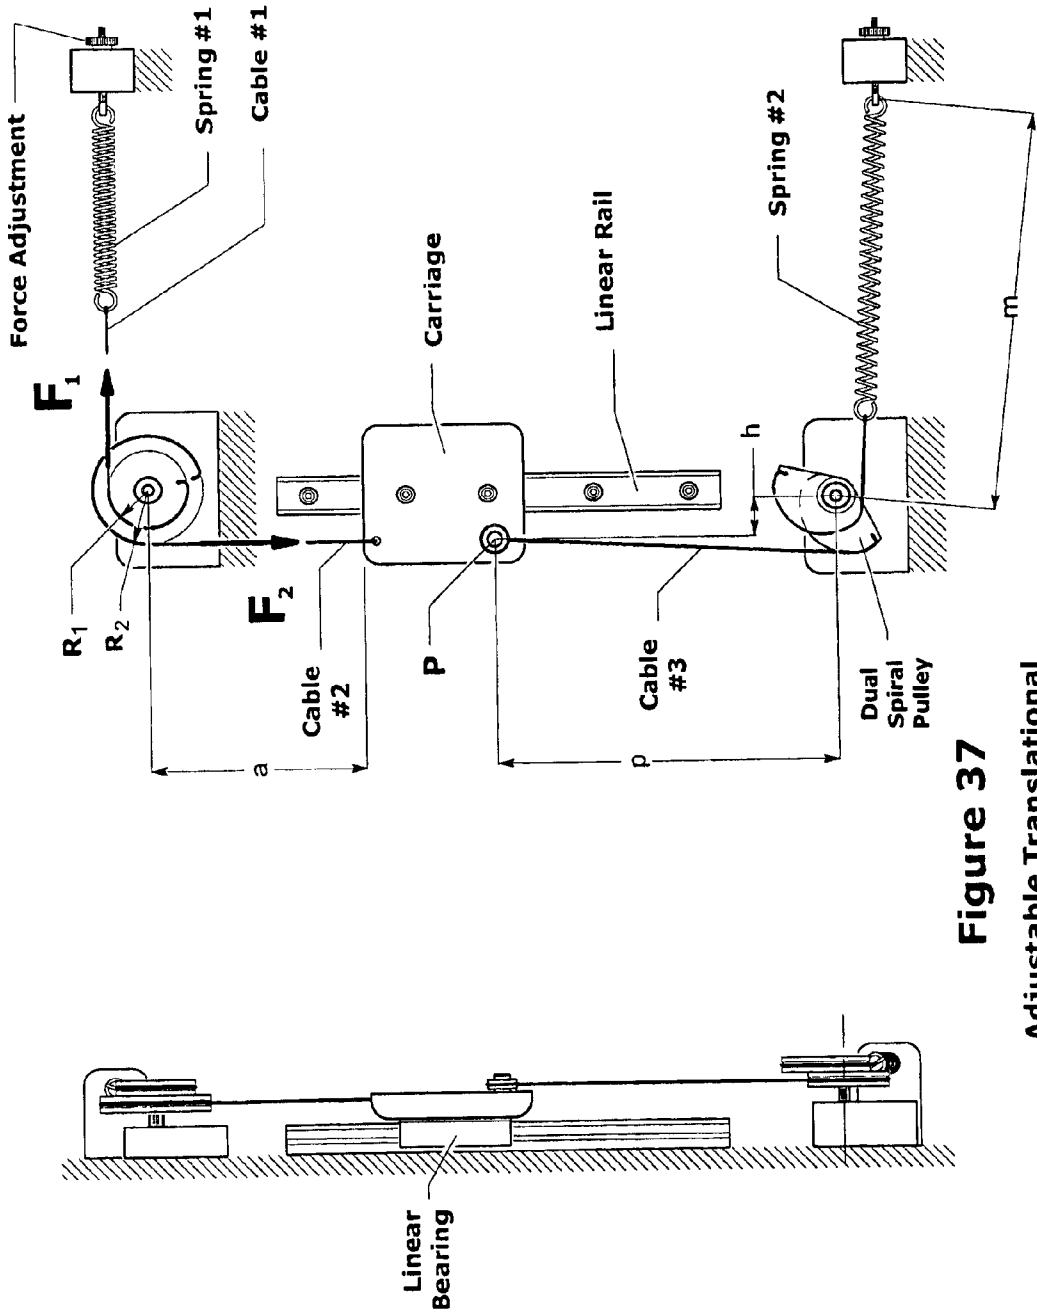 Force Adjustment
Spring #1
Cable #1
F1
R1
R2
F2
a
Cable
#2
P
Carriage
Linear Rail
h
Spring #2
m
p
Cable
#3
Dual
Spiral
Pulley
Linear
Bearing
Figure 37
Adjustable Translational